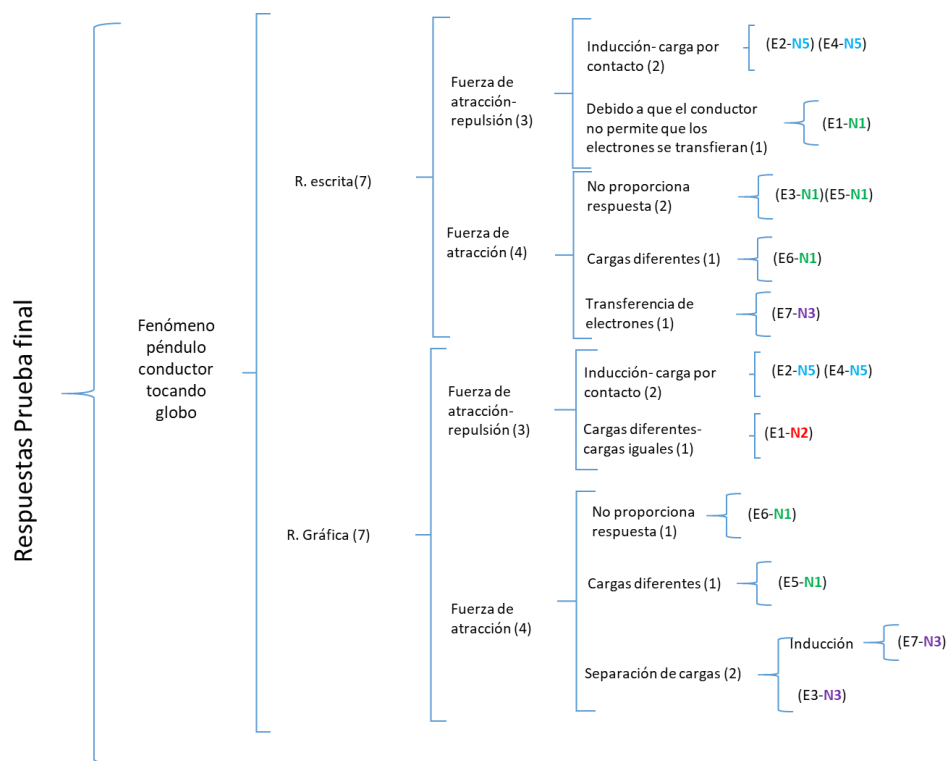 Respuestas Prueba final
Fenómeno
péndulo
conductor
tocando
globo
R. escrita(7)
Fuerza de
atracción-
repulsión (3)
Inducción- carga por
contacto (2)
(E2-N5) (E4-N5)
Debido a que el conductor
no permite que los
electrones se transfieran (1)
(E1-N1)
Fuerza de
atracción (4)
No proporciona
respuesta (2)
(E3-N1)(E5-N1)
Cargas diferentes (1)
(E6-N1)
Transferencia de
electrones (1)
(E7-N3)
R. Gráfica (7)
Fuerza de
atracción-
repulsión (3)
Inducción- carga por
contacto (2)
(E2-N5) (E4-N5)
Cargas diferentes-
cargas iguales (1)
(E1-N2)
Fuerza de
atracción (4)
No proporciona
respuesta (1)
(E6-N1)
Cargas diferentes (1)
(E5-N1)
Separación de cargas (2)
Inducción
(E7-N3)
(E3-N3)